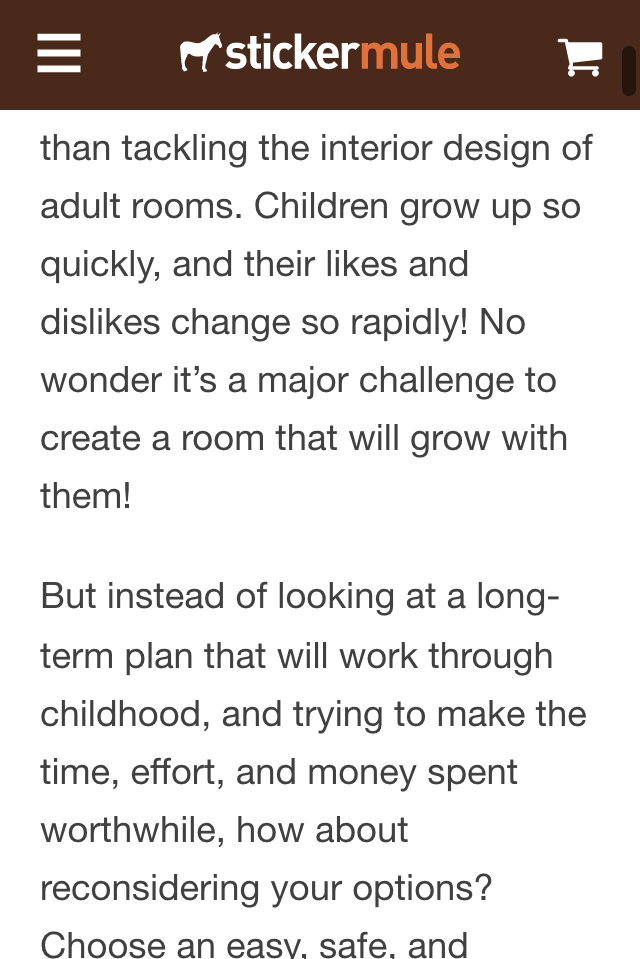 stickermule
than tackling the interior design of
adult rooms. Children grow up so
quickly, and their likes and
dislikes change so rapidly! No
wonder it’s a major challenge to
create a room that will grow with
them!
But instead of looking at a long-
term plan that will work through
childhood, and trying to make the
time, effort, and money spent
worthwhile, how about
reconsidering your options?
Choose an easy, safe, and